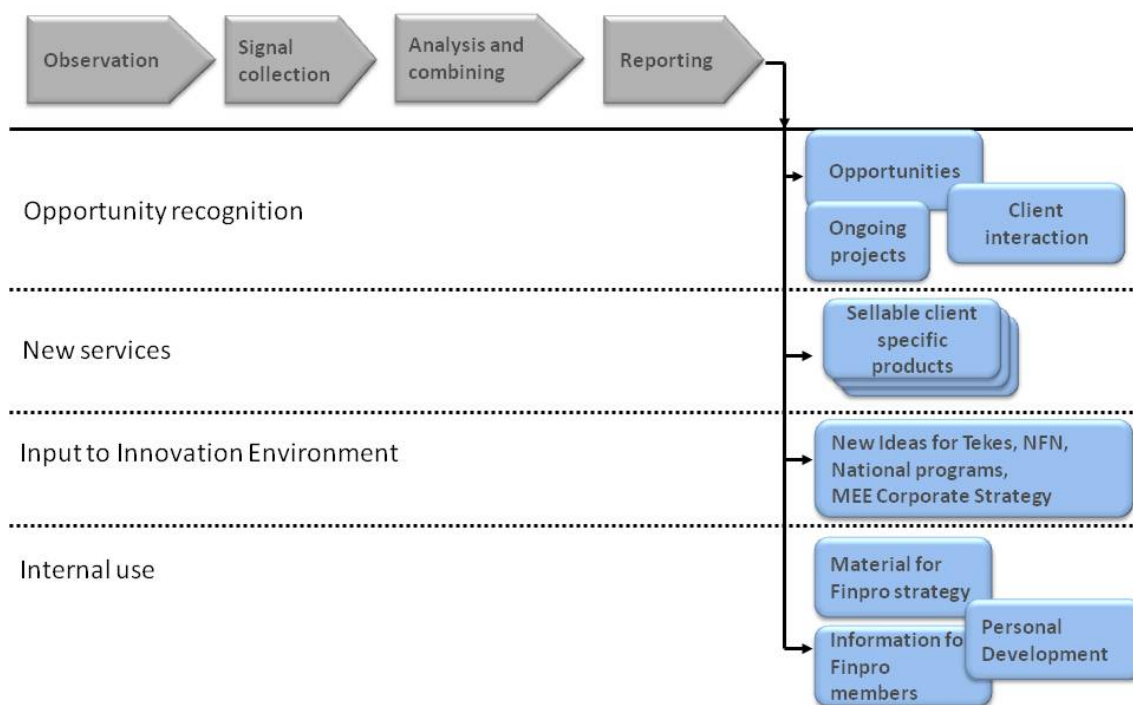 Observation
Signal
collection
Analysis and
combining
Reporting
Opportunity recognition
Opportunities
Client
interaction
Ongoing
projects
New services
Sellable client
specific
products
Input to Innovation Environment
New Ideas for Tekes, NFN,
National programs,
MEE Corporate Strategy
Internal use
Material for
Finpro strategy
Personal
Development
Information for
Finpro
members